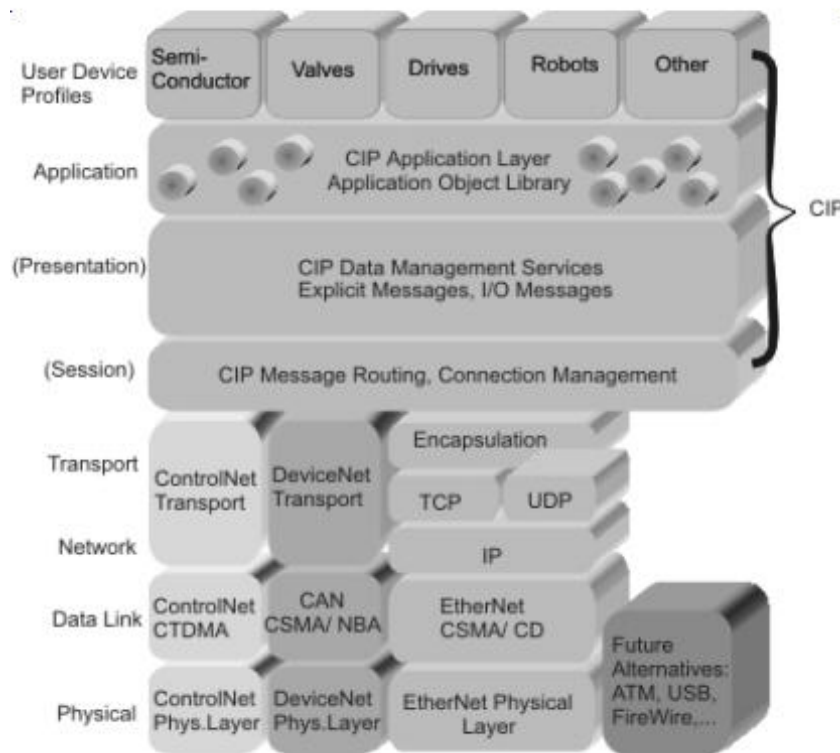 User Device
Profiles
Semi-
Conductor
Valves
Drives
Robots
Other
Application
CIP Application Layer
Application Object Library
CIP
(Presentation)
CIP Data Management Services
Explicit Messages, I/O Messages
(Session)
CIP Message Routing, Connection Management
Transport
ControlNet
Transport
DeviceNet
Transport
Encapsulation
TCP
UDP
Network
IP
Data Link
ControlNet
CTDMA
CAN
CSMA/ NBA
EtherNet
CSMA/ CD
Future
Alternatives:
ATM, USB,
FireWire,...
Physical
ControlNet
Phys.Layer
DeviceNet
Phys.Layer
EtherNet Physical
Layer